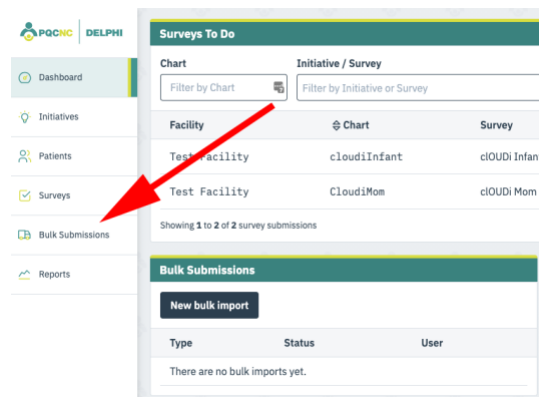 PQCNC DELPHI
Dashboard
Initiatives
Patients
Surveys
Bulk Submissions
Reports
Surveys To Do
Chart Initiative / Survey
Filter by Chart Filter by Initiative or Survey
Facility Chart Survey
Test Facility cloudiInfant clOUDi Infan
Test Facility CloudiMom clOUDi Mom
Showing 1 to 2 of 2 survey submissions
Bulk Submissions
New bulk import
Type Status User
There are no bulk imports yet.